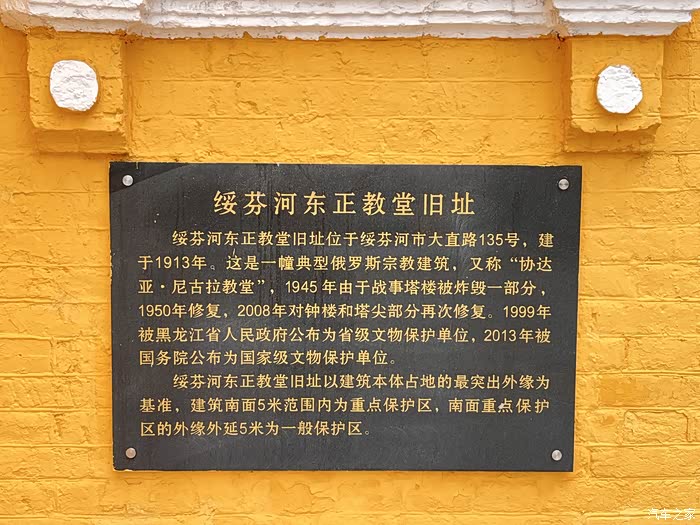 绥芬河东正教堂旧址
绥芬河东正教堂旧址位于绥芬河市大直路135号，建
于1913年。这是一幢典型俄罗斯宗教建筑，又称“协达
亚·尼古拉教堂”，1945年由于战事塔楼被炸毁一部分，
1950年修复，2008年对钟楼和塔尖部分再次修复。1999年
被黑龙江省人民政府公布为省级文物保护单位，2013年被
国务院公布为国家级文物保护单位。
绥芬河东正教堂旧址以建筑本体占地的最突出外缘为
基准，建筑南面5米范围内为重点保护区，南面重点保护
区的外缘外延5米为一般保护区。
汽车之家